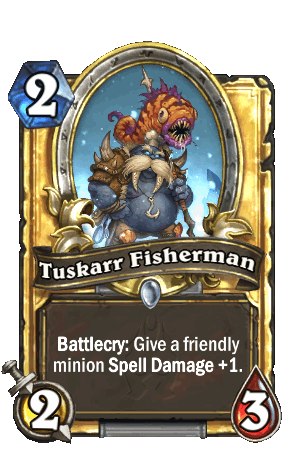 2
Tuskarr Fisherman
Battlecry: Give a friendly
minion Spell Damage +1.
2
3